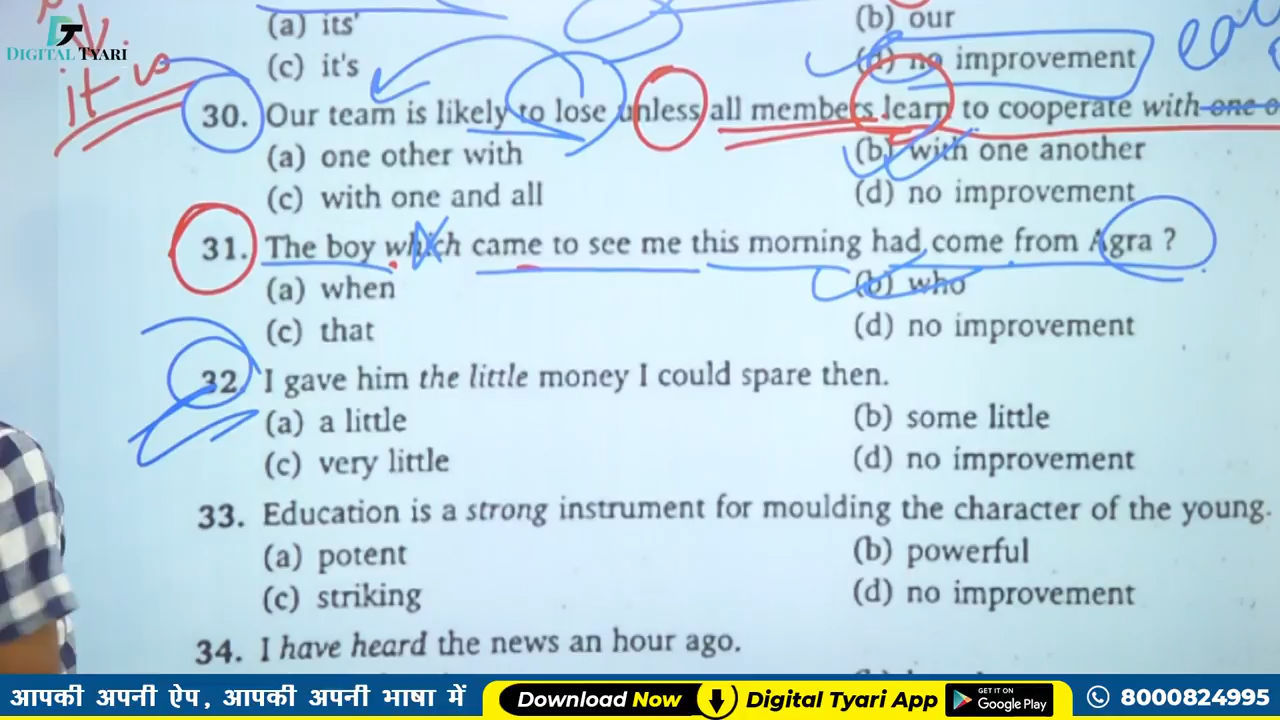 (a) its'
(b) our
DIGITAL TYARI
(c) it's
(d) no improvement
it is
30. Our team is likely to lose unless all members learn to cooperate with one o
(a) one other with
(b) with one another
(c) with one and all
(d) no improvement
31. The boy which came to see me this morning had come from Agra ?
(a) when
(b) who
(c) that
(d) no improvement
32. I gave him the little money I could spare then.
(a) a little
(b) some little
(c) very little
(d) no improvement
33. Education is a strong instrument for moulding the character of the young.
(a) potent
(b) powerful
(c) striking
(d) no improvement
34. I have heard the news an hour ago.
आपकी अपनी ऐप, आपकी अपनी भाषा में
Download Now
Digital Tyari App
GET IT ON
Google Play
8000824995